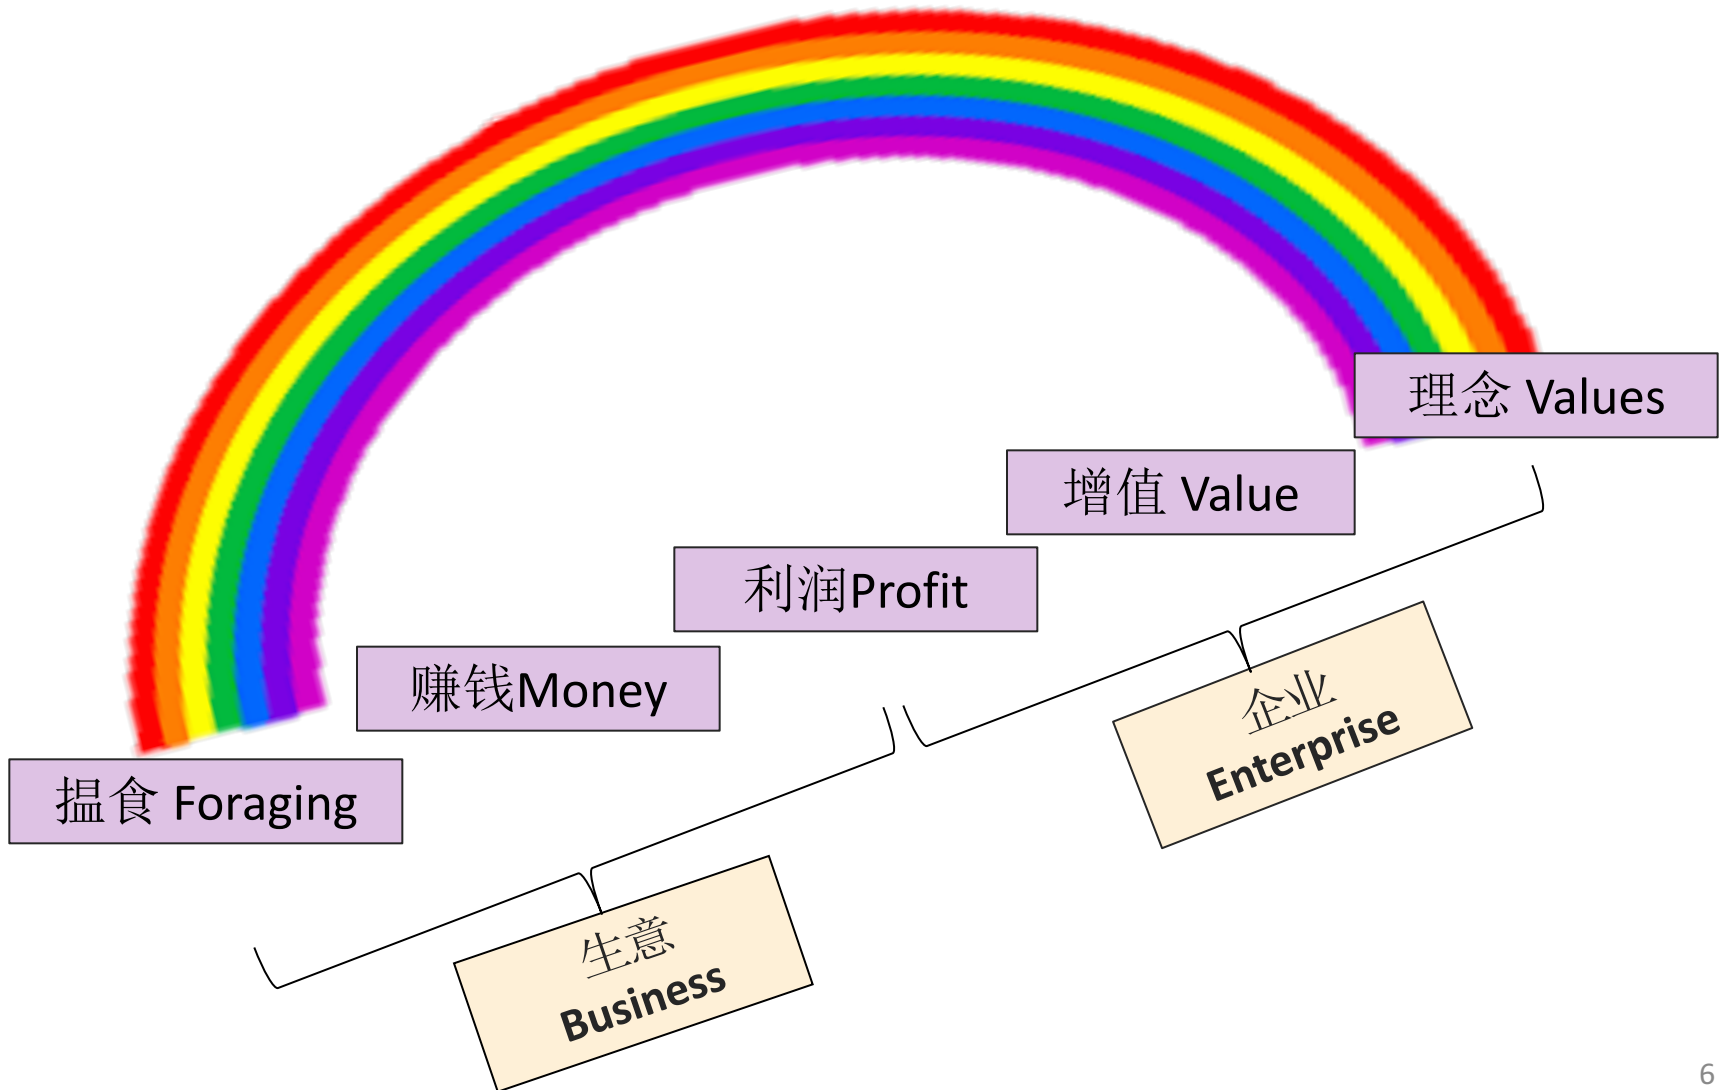 理念 Values
增值 Value
利润Profit
赚钱Money
揾食 Foraging
企业
Enterprise
生意
Business
6